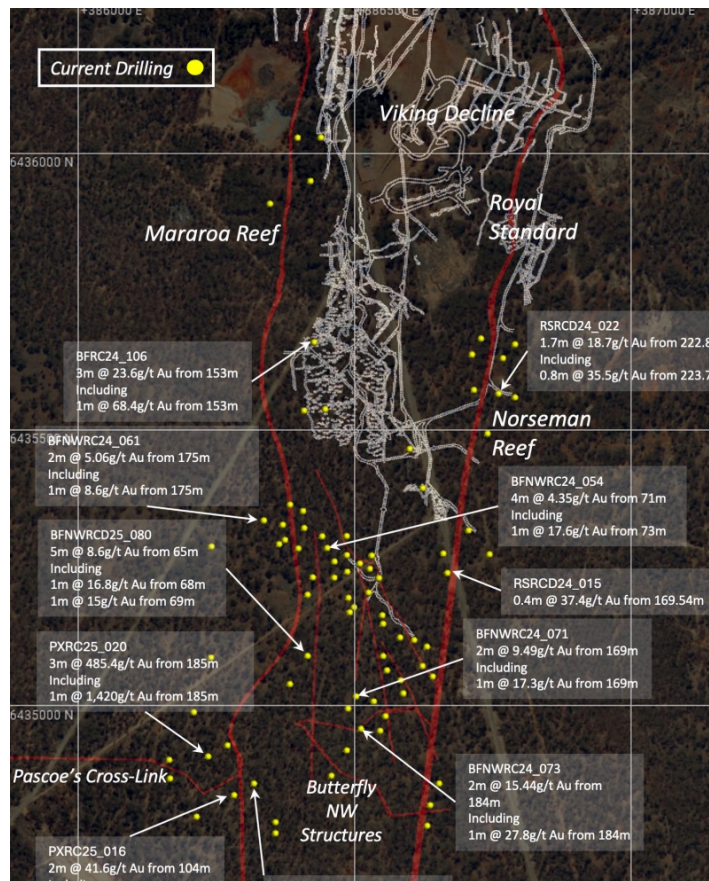 +386000 E
+386500 E
+387000 E
Current Drilling
Viking Decline
6436000 N
Royal
Standard
Mararoa Reef
RSRCD24_022
1.7m @ 18.7g/t Au from 222.8
Including
0.8m @ 35.5g/t Au from 223.7
BFRC24_106
3m @ 23.6g/t Au from 153m
Including
1m @ 68.4g/t Au from 153m
Norseman
Reef
6435500 N
BFNWRC24_061
2m @ 5.06g/t Au from 175m
Including
1m @ 8.6g/t Au from 175m
BFNWRC24_054
4m @ 4.35g/t Au from 71m
Including
1m @ 17.6g/t Au from 73m
BFNWRCD25_080
5m @ 8.6g/t Au from 65m
Including
1m @ 16.8g/t Au from 68m
1m @ 15g/t Au from 69m
RSRCD24_015
0.4m @ 37.4g/t Au from 169.54m
BFNWRC24_071
2m @ 9.49g/t Au from 169m
Including
1m @ 17.3g/t Au from 169m
PXRC25_020
3m @ 485.4g/t Au from 185m
Including
1m @ 1,420g/t Au from 185m
6435000 N
Pascoe's Cross-Link
Butterfly
NW
Structures
BFNWRC24_073
2m @ 15.44g/t Au from
184m
Including
1m @ 27.8g/t Au from 184m
PXRC25_016
2m @ 41.6g/t Au from 104m